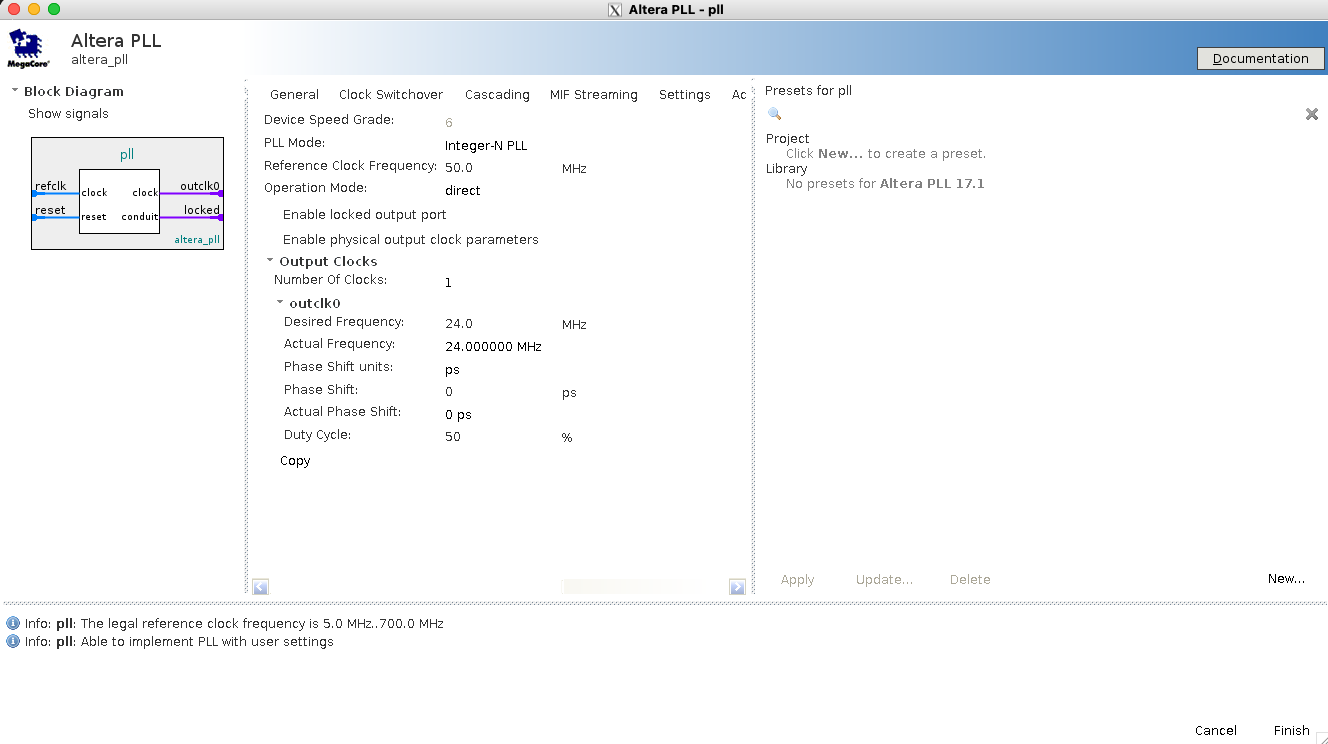 Altera PLL - pll
MegaCore®
Altera PLL
altera_pll
Documentation
Block Diagram
Show signals
pll
refclk
clock
clock
outclk0
reset
reset
conduit
locked
altera_pll
General
Clock Switchover
Cascading
MIF Streaming
Settings
Ad
Device Speed Grade:
6
PLL Mode:
Integer-N PLL
Reference Clock Frequency:
50.0
MHz
Operation Mode:
direct
Enable locked output port
Enable physical output clock parameters
Output Clocks
Number Of Clocks:
1
outclk0
Desired Frequency:
24.0
MHz
Actual Frequency:
24.000000 MHz
Phase Shift units:
ps
Phase Shift:
0
ps
Actual Phase Shift:
0 ps
Duty Cycle:
50
%
Copy
Presets for pll
Project
Click New... to create a preset.
Library
No presets for Altera PLL 17.1
Apply
Update...
Delete
New...
Info: pll: The legal reference clock frequency is 5.0 MHz..700.0 MHz
Info: pll: Able to implement PLL with user settings
Cancel
Finish